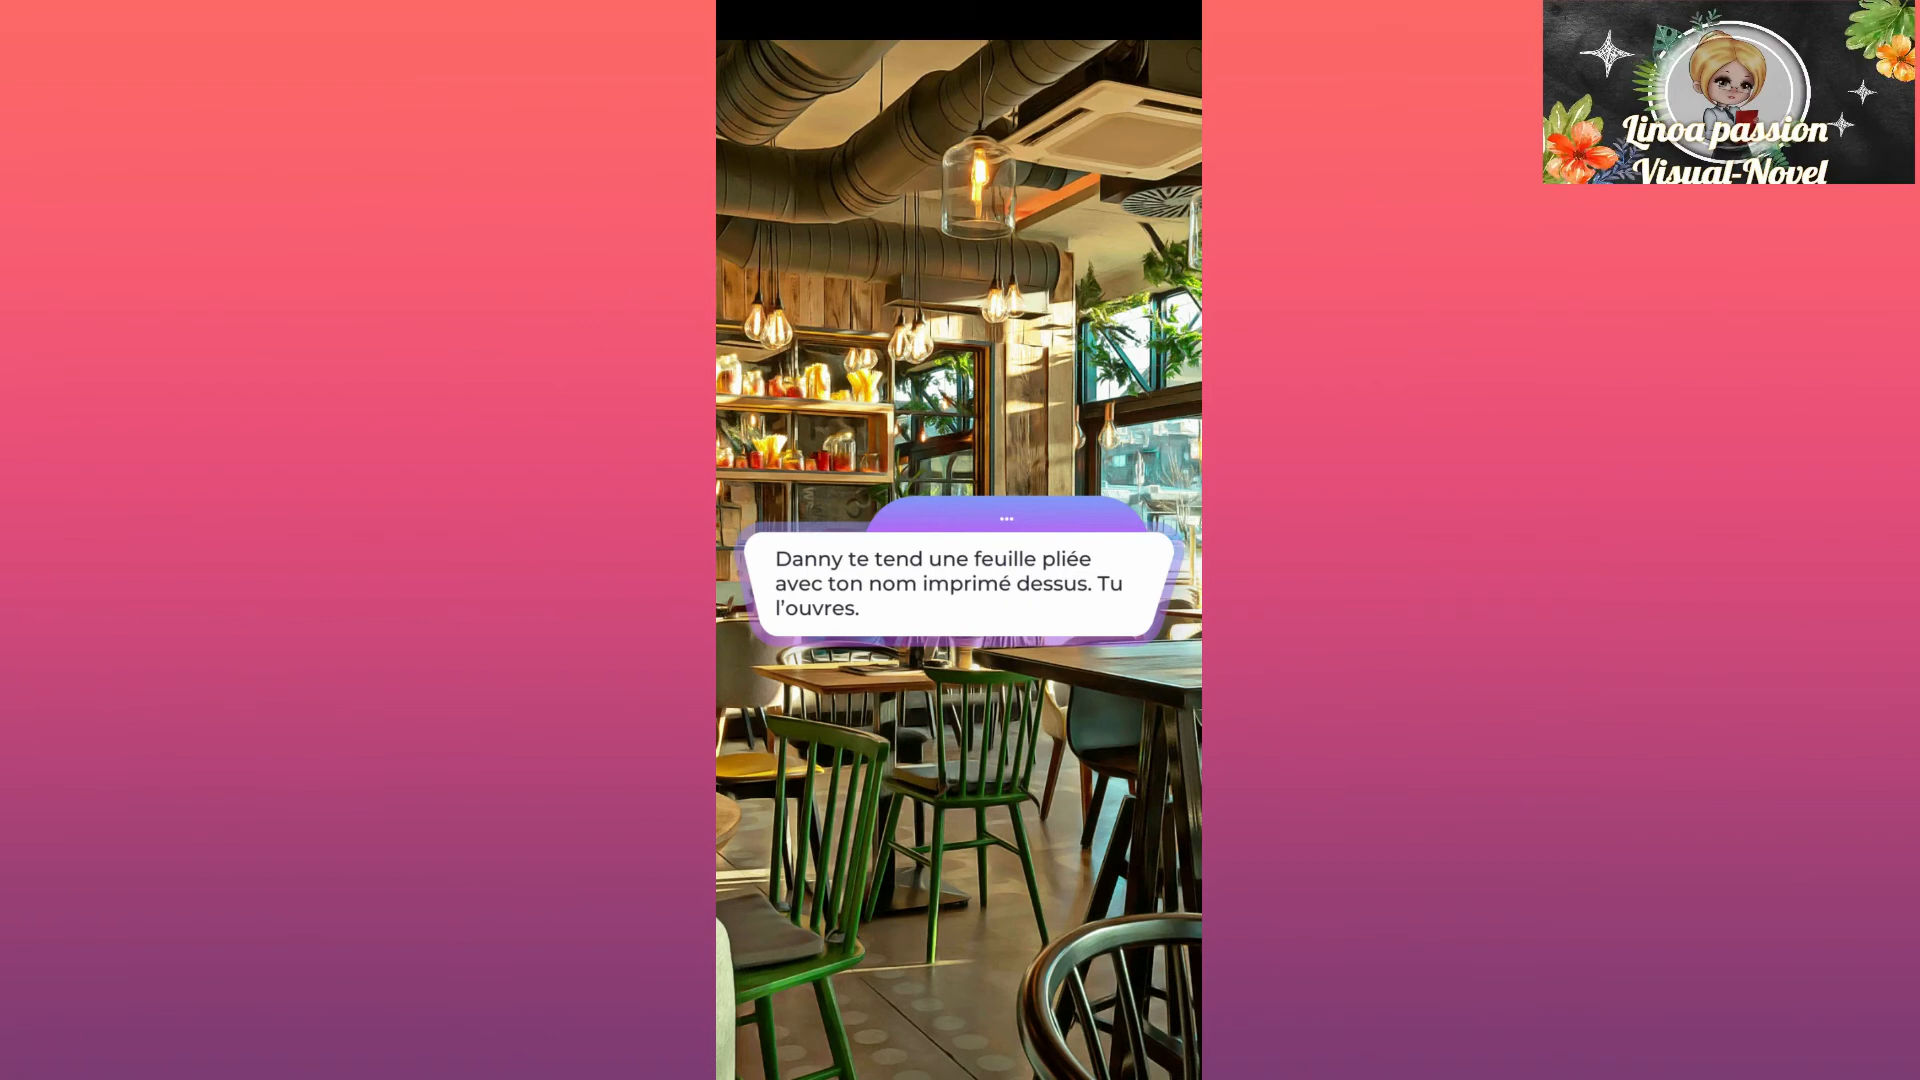 Linoa passion
Visual-Novel
...
Danny te tend une feuille pliée
avec ton nom imprimé dessus. Tu
l’ouvres.